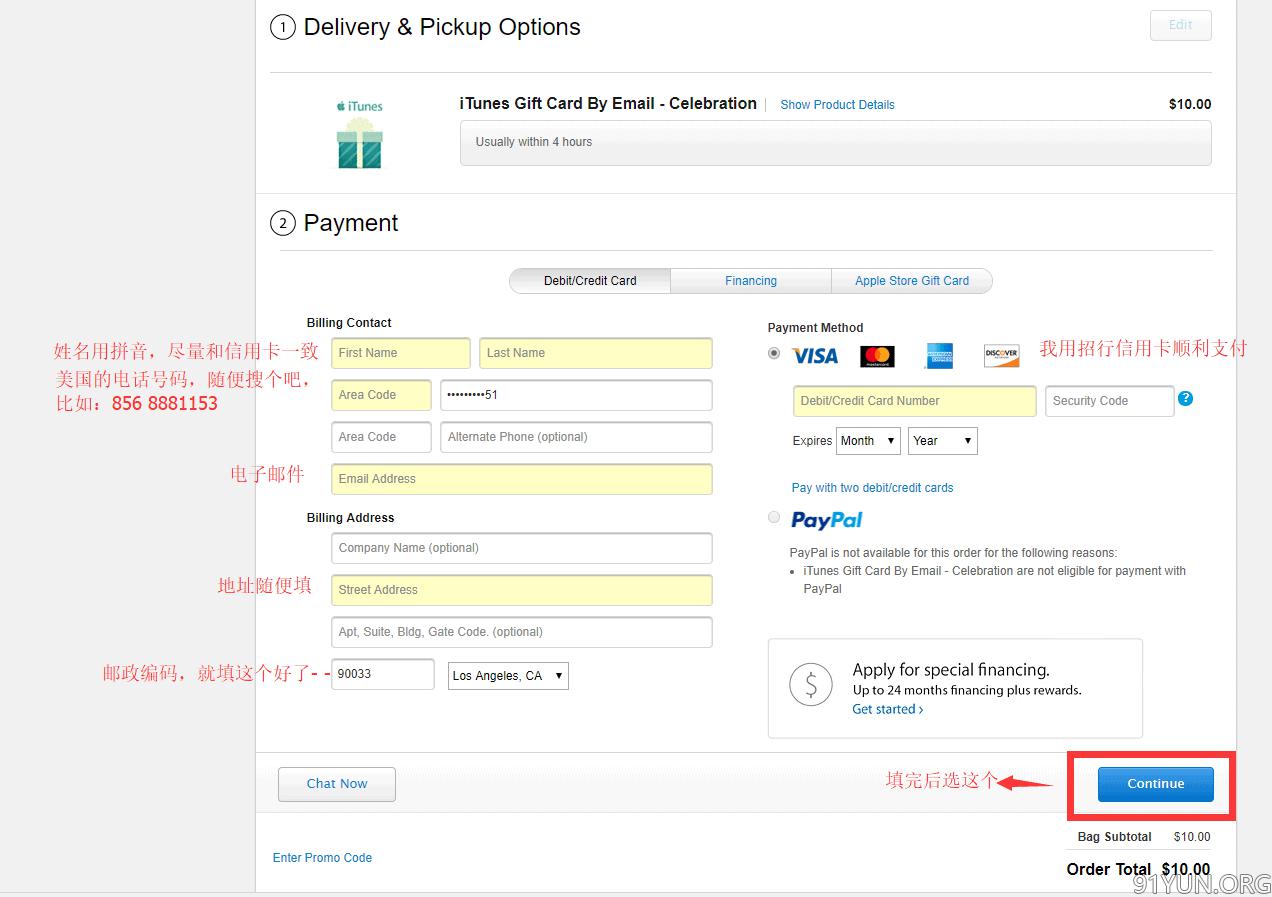 1 Delivery & Pickup Options
Edit
iTunes
iTunes Gift Card By Email - Celebration | Show Product Details
$10.00
Usually within 4 hours
2 Payment
Debit/Credit Card
Financing
Apple Store Gift Card
Billing Contact
姓名用拼音，尽量和信用卡一致
First Name
Last Name
美国的电话号码，随便搜个吧，
比如：856 8881153
Area Code
•••••••••51
Area Code
Alternate Phone (optional)
电子邮件
Email Address
Billing Address
Company Name (optional)
地址随便填
Street Address
Apt, Suite, Bldg, Gate Code. (optional)
邮政编码，就填这个好了- -
90033
Los Angeles, CA
Payment Method
VISA
mastercard
AMERICAN EXPRESS
DISCOVER
我用招行信用卡顺利支付
Debit/Credit Card Number
Security Code
?
Expires
Month
Year
Pay with two debit/credit cards
PayPal
PayPal is not available for this order for the following reasons:
• iTunes Gift Card By Email - Celebration are not eligible for payment with
PayPal
$
Apply for special financing.
Up to 24 months financing plus rewards.
Get started ›
Chat Now
填完后选这个
Continue
Bag Subtotal $10.00
Enter Promo Code
Order Total $10.00
91YUN.ORG